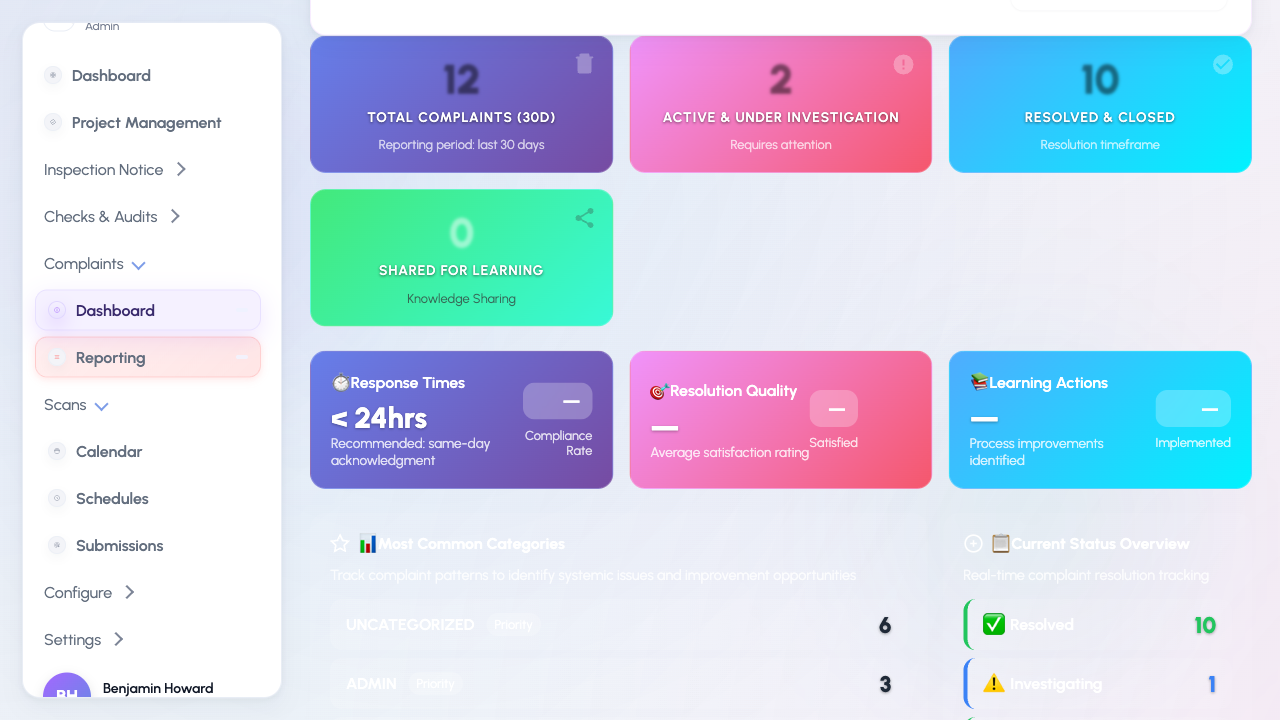 Admin
Dashboard
Project Management
Inspection Notice
Checks & Audits
Complaints
Dashboard
Reporting
Scans
Calendar
Schedules
Submissions
Configure
Settings
BH
Benjamin Howard
12
TOTAL COMPLAINTS (30D)
Reporting period: last 30 days
2
ACTIVE & UNDER INVESTIGATION
Requires attention
10
RESOLVED & CLOSED
Resolution timeframe
0
SHARED FOR LEARNING
Knowledge Sharing
Response Times
< 24hrs
Recommended: same-day
acknowledgment
—
Compliance
Rate
Resolution Quality
—
Average satisfaction rating
—
Satisfied
Learning Actions
—
Process improvements
identified
—
Implemented
Most Common Categories
Track complaint patterns to identify systemic issues and improvement opportunities
UNCATEGORIZED Priority 6
ADMIN Priority 3
Current Status Overview
Real-time complaint resolution tracking
Resolved 10
Investigating 1